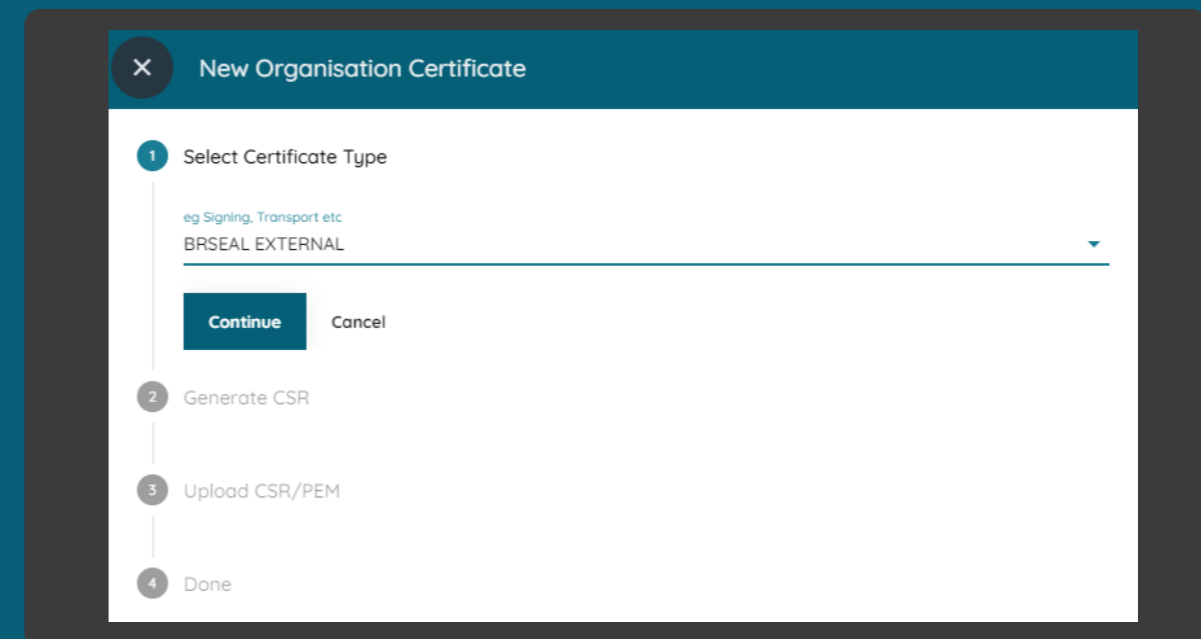 New Organisation Certificate
1 Select Certificate Type
eg Signing, Transport etc
BRSEAL EXTERNAL
Continue Cancel
2 Generate CSR
3 Upload CSR/PEM
4 Done